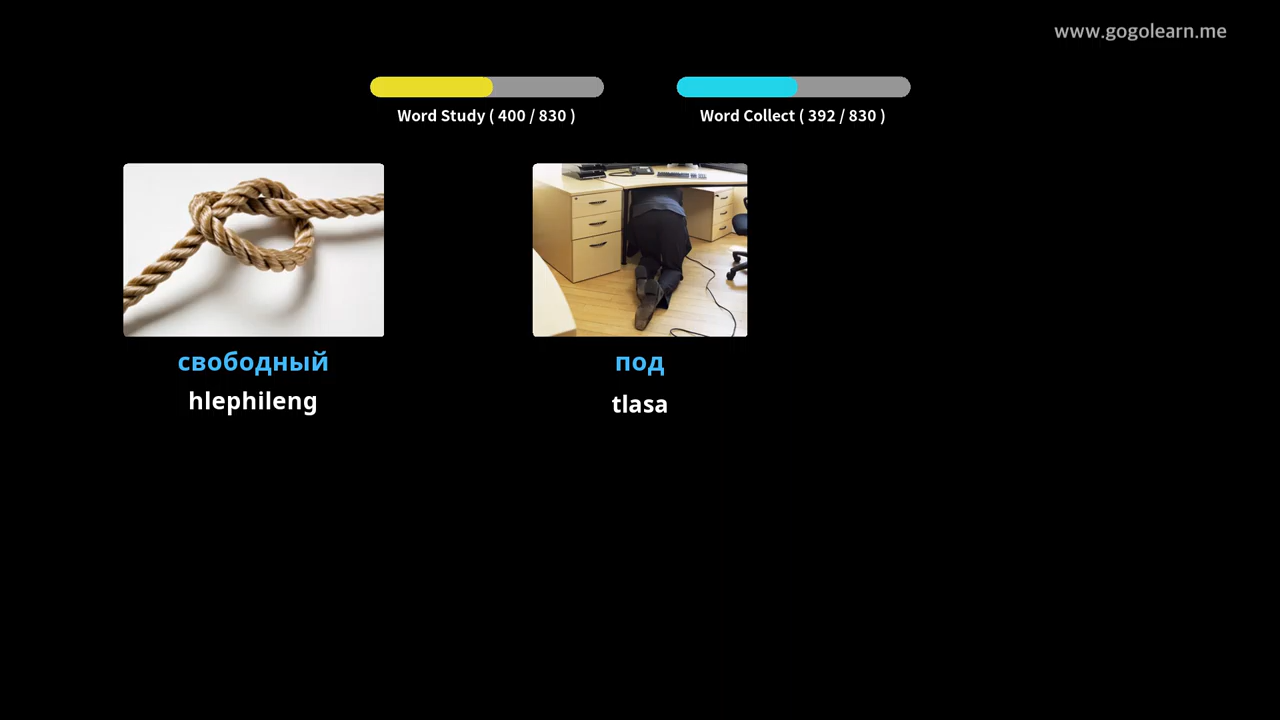 www.gogolearn.me
Word Study ( 400 / 830 )
Word Collect ( 392 / 830 )
свободный
hlephileng
под
tlasa